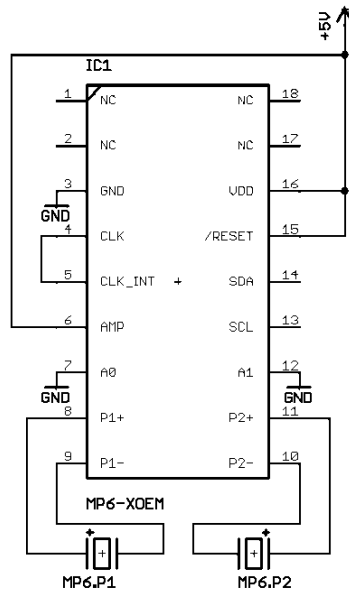 +5V
IC1
1 NC NC 18
2 NC NC 17
3 GND VDD 16
GND
4 CLK /RESET 15
5 CLK_INT + SDA 14
6 AMP SCL 13
7 A0 A1 12
GND GND
8 P1+ P2+ 11
9 P1- P2- 10
MP6-XOEM
+ +
+ +
MP6.P1 MP6.P2